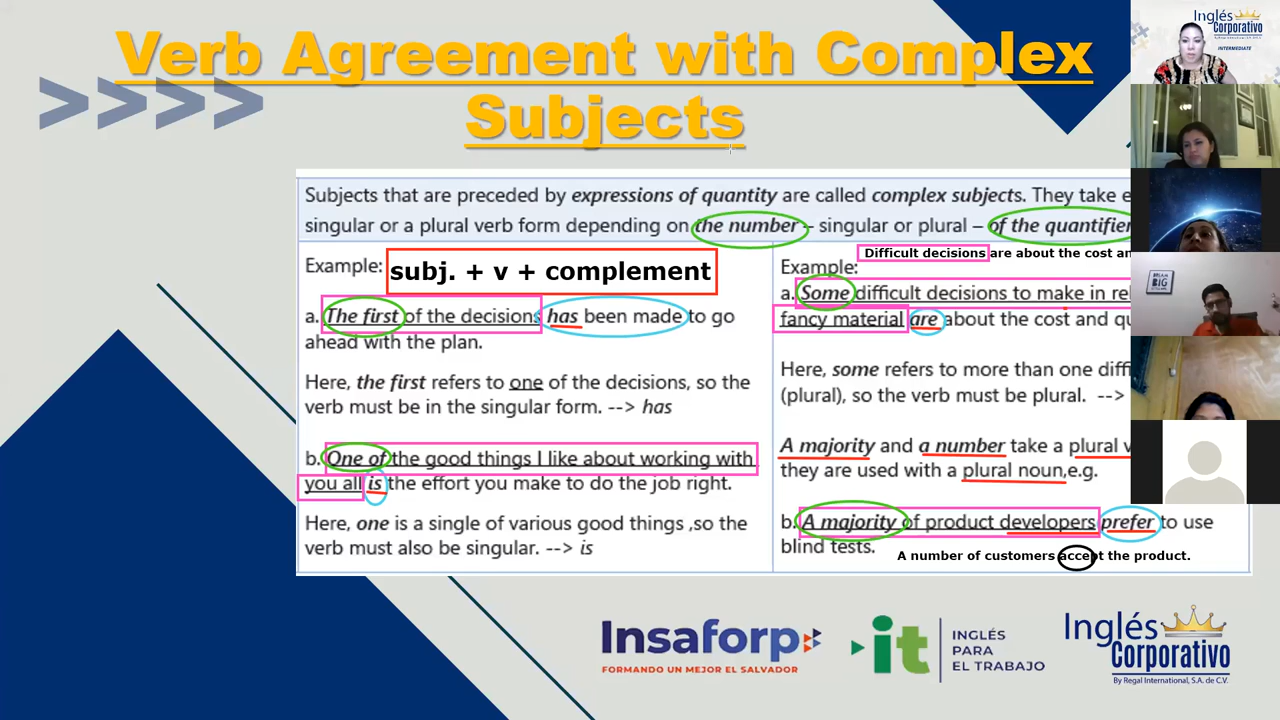 Verb Agreement with Complex
Subjects
Subjects that are preceded by expressions of quantity are called complex subjects. They take e
singular or a plural verb form depending on the number – singular or plural – of the quantifier
Example:
subj. + v + complement
a. The first of the decisions has been made to go
ahead with the plan.
Here, the first refers to one of the decisions, so the
verb must be in the singular form. --> has
b. One of the good things I like about working with
you all is the effort you make to do the job right.
Here, one is a single of various good things ,so the
verb must also be singular. --> is
Difficult decisions are about the cost an
Example:
a. Some difficult decisions to make in rel
fancy material are about the cost and qu
Here, some refers to more than one diffi
(plural), so the verb must be plural. -->
A majority and a number take a plural v
they are used with a plural noun,e.g.
b. A majority of product developers prefer to use
blind tests.
A number of customers accept the product.
Insaforp
FORMANDO UN MEJOR EL SALVADOR
it
INGLÉS
PARA
EL TRABAJO
Inglés
Corporativo
By Regal International, S.A. de C.V.
Inglés
Corporativo
INTERMEDIATE
DREAM
BIG